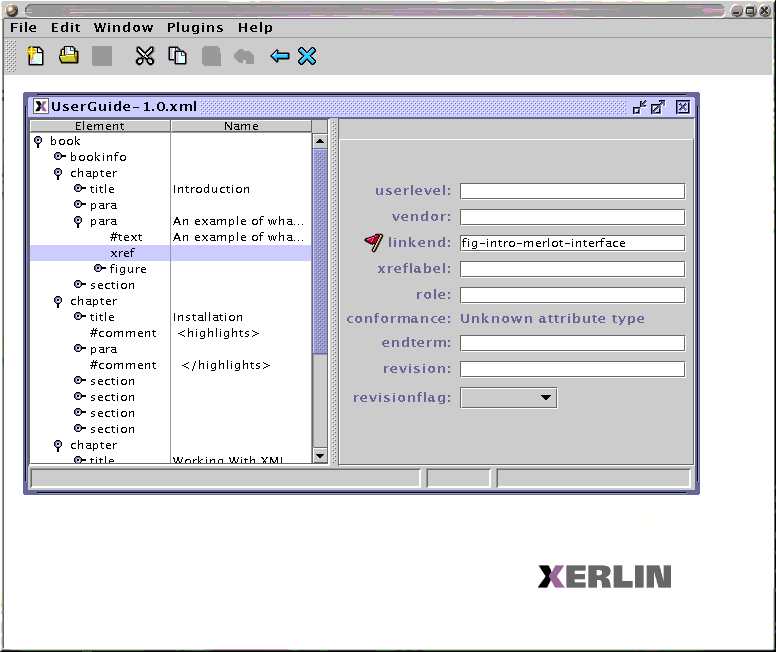 File Edit Window Plugins Help
UserGuide-1.0.xml
Element Name
book
bookinfo
chapter
title Introduction
para
para An example of wha...
#text An example of wha...
xref
figure
section
chapter
title Installation
#comment <highlights>
para
#comment </highlights>
section
section
section
section
chapter
title Working With XML
userlevel:
vendor:
linkend: fig-intro-merlot-interface
xreflabel:
role:
conformance: Unknown attribute type
endterm:
revision:
revisionflag:
XERLIN